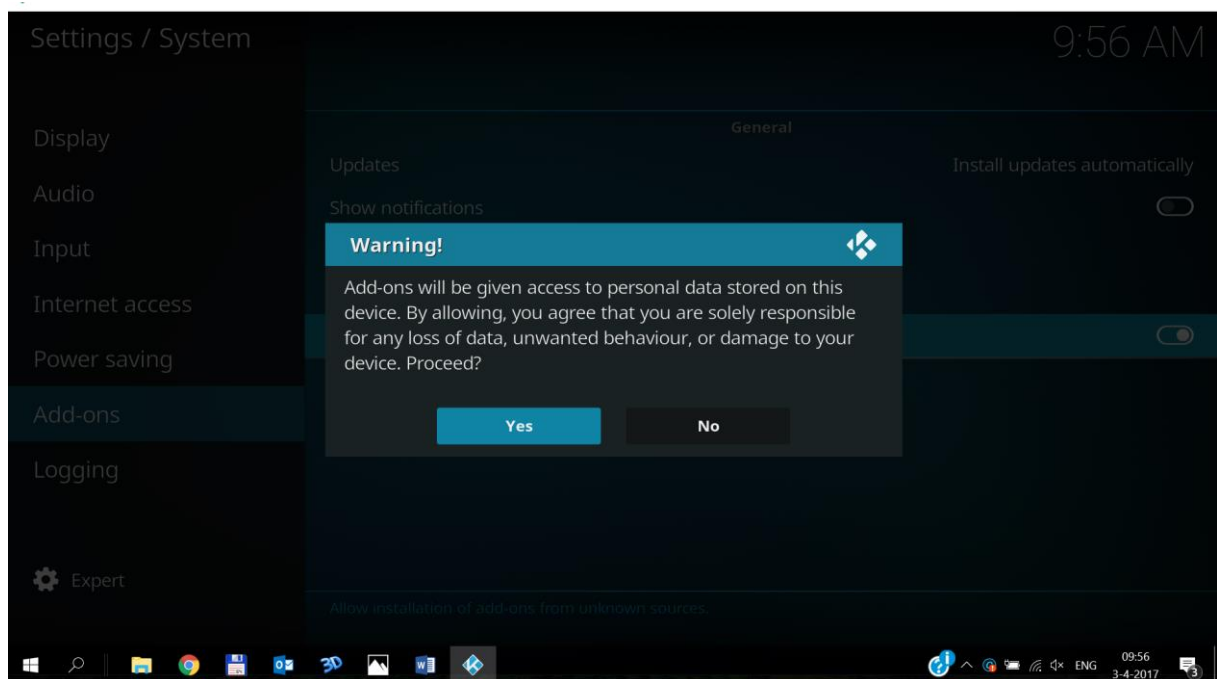 Settings / System
9:56 AM
Display
Audio
Input
Internet access
Power saving
Add-ons
Logging
Expert
General
Updates
Install updates automatically
Show notifications
Warning!
Add-ons will be given access to personal data stored on this
device. By allowing, you agree that you are solely responsible
for any loss of data, unwanted behaviour, or damage to your
device. Proceed?
Yes
No
Allow installation of add-ons from unknown sources.
3D
ENG
09:56
3-4-2017
3